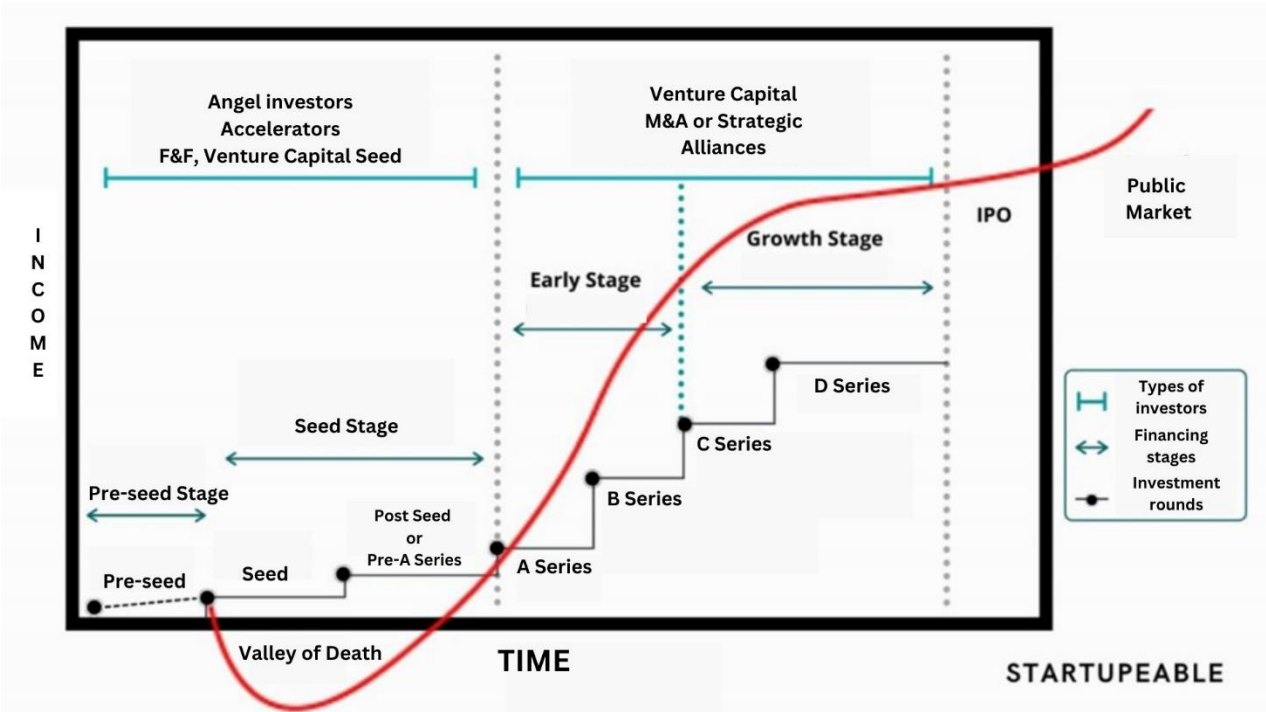 Angel investors
Accelerators
F&F, Venture Capital Seed
Venture Capital
M&A or Strategic
Alliances
Public
Market
IPO
Growth Stage
Early Stage
INCOME
D Series
Seed Stage
C Series
Pre-seed Stage
B Series
Post Seed
or
Pre-A Series
A Series
Pre-seed
Seed
Valley of Death
TIME
Types of
investors
Financing
stages
Investment
rounds
STARTUPEABLE